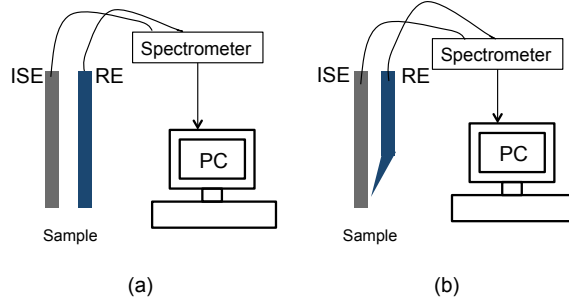 Spectrometer
ISE RE
PC
Sample
(a)
Spectrometer
ISE RE
PC
Sample
(b)